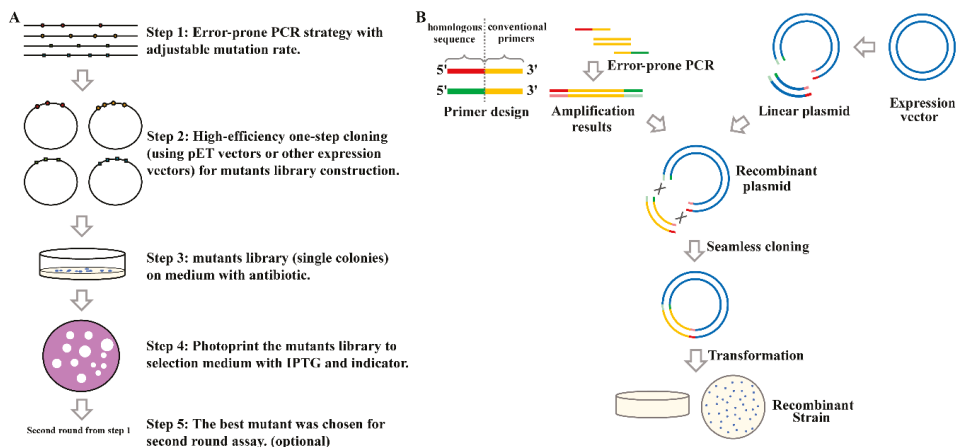 A
Step 1: Error-prone PCR strategy with
adjustable mutation rate.
Step 2: High-efficiency one-step cloning
(using pET vectors or other expression
vectors) for mutants library construction.
Step 3: mutants library (single colonies)
on medium with antibiotic.
Step 4: Photoprint the mutants library to
selection medium with IPTG and indicator.
Second round from step 1
Step 5: The best mutant was chosen for
second round assay. (optional)
B
homologous
sequence
conventional
primers
5' 3'
5' 3'
Primer design
Error-prone PCR
Amplification
results
Linear plasmid
Expression
vector
Recombinant
plasmid
Seamless cloning
Transformation
Recombinant
Strain